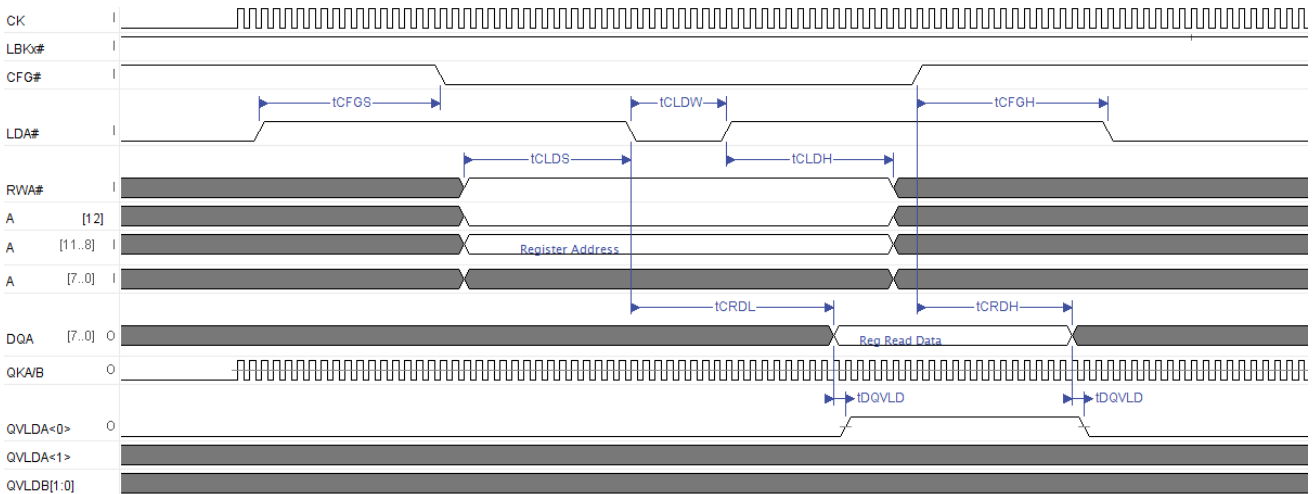 CK I
LBKx# I
CFG# I
tCFGS tCLDW tCFGH
LDA# I
tCLDS tCLDH
RWA# I
A [12]
A [11..8] I Register Address
A [7..0] I
tCRDL tCRDH
DQA [7..0] O Reg Read Data
QKA/B O
tDQVLD tDQVLD
QVLDA<0> O
QVLDA<1>
QVLDB[1:0]